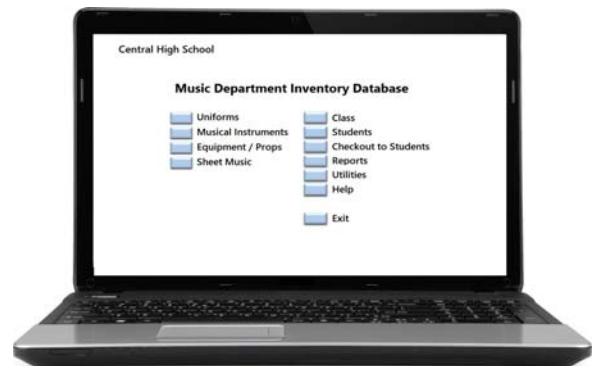 Central High School
Music Department Inventory Database
Uniforms
Musical Instruments
Equipment / Props
Sheet Music
Class
Students
Checkout to Students
Reports
Utilities
Help
Exit